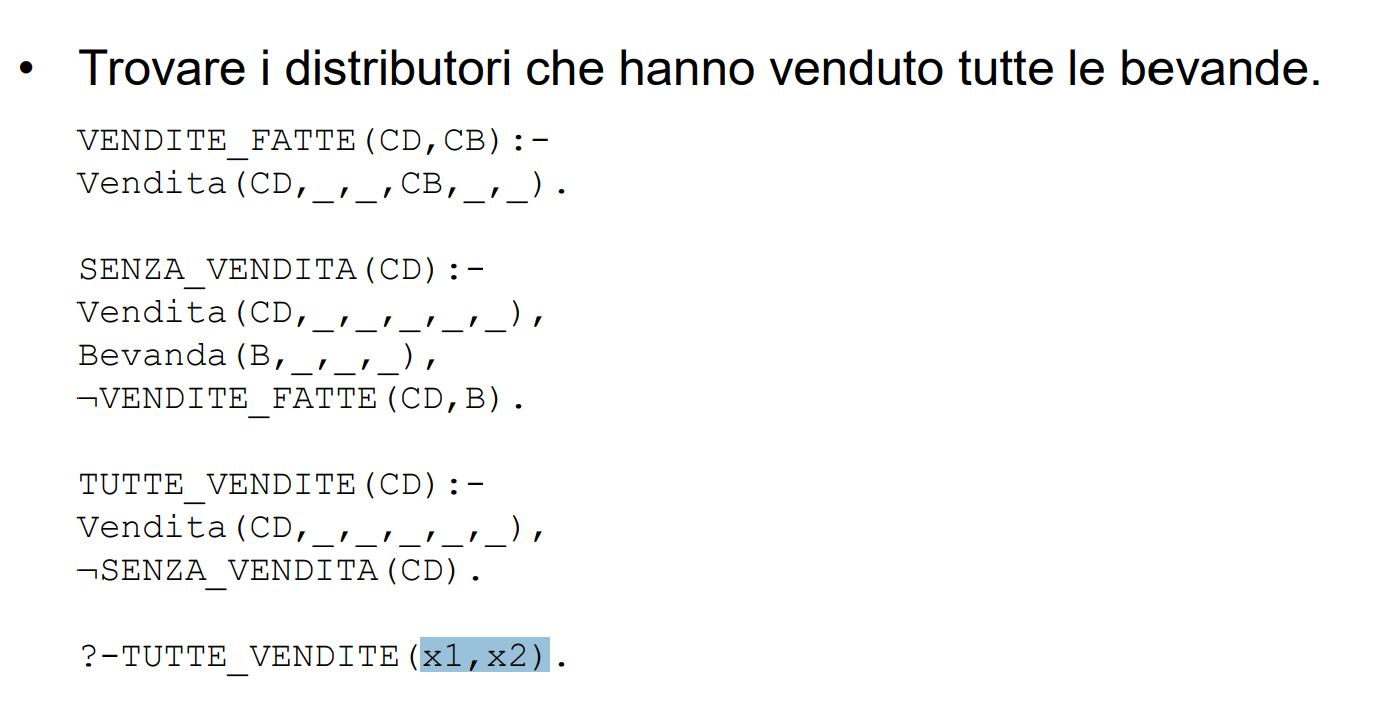 • Trovare i distributori che hanno venduto tutte le bevande.
VENDITE_FATTE(CD,CB):-
Vendita(CD,_,_,CB,_,_).
SENZA_VENDITA(CD):-
Vendita(CD,_,_,_,_,_),
Bevanda(B,_,_,_),
¬VENDITE_FATTE(CD,B).
TUTTE_VENDITE(CD):-
Vendita(CD,_,_,_,_,_),
¬SENZA_VENDITA(CD).
?-TUTTE_VENDITE(x1,x2).